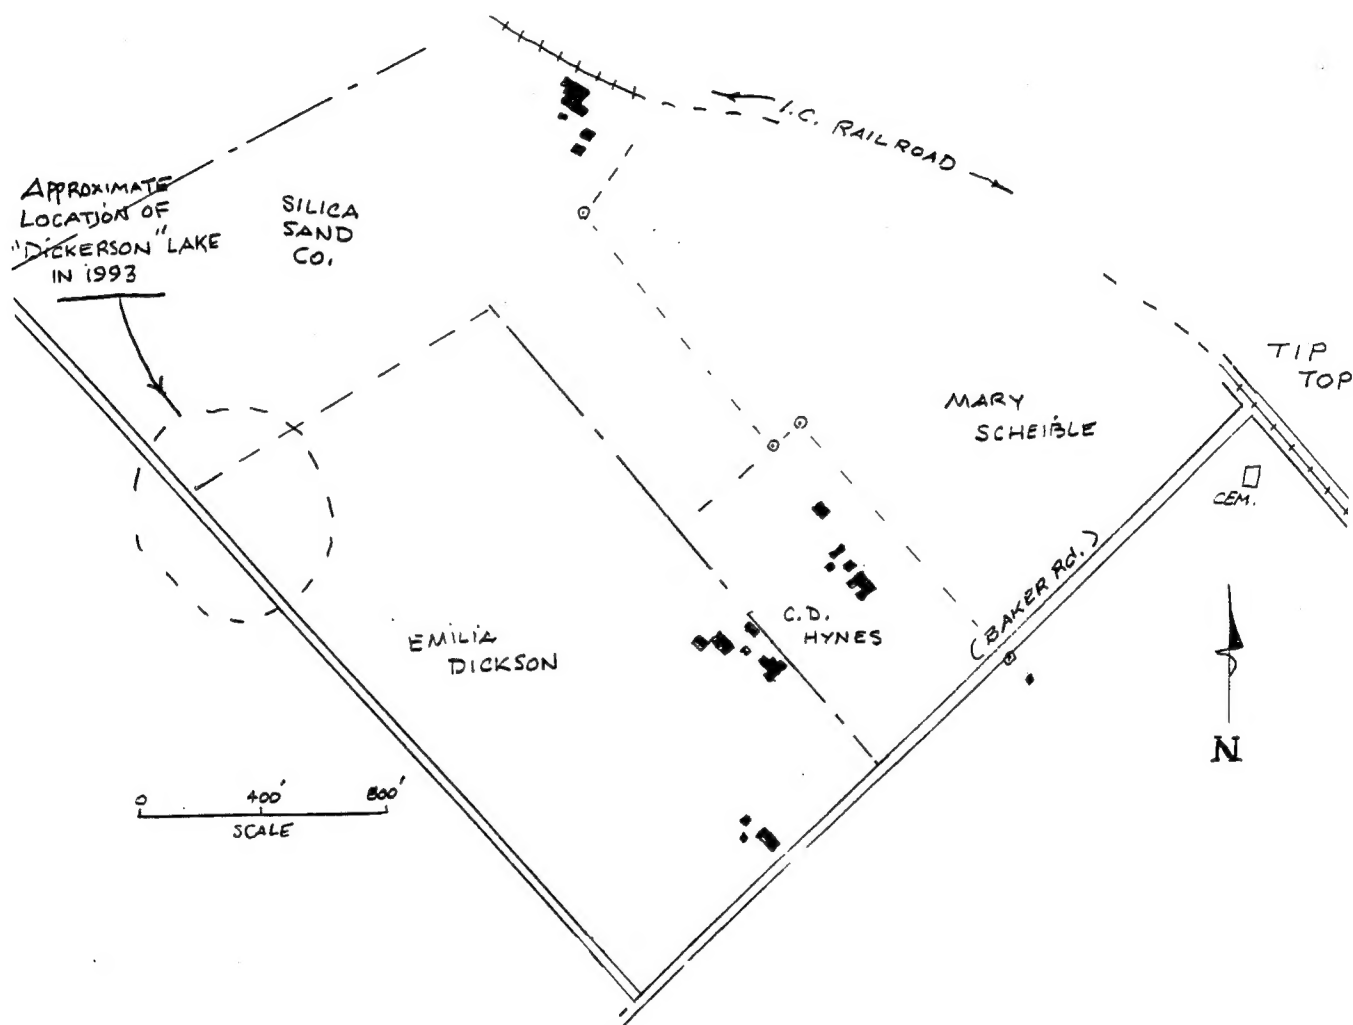 APPROXIMATE
LOCATION OF
"DICKERSON" LAKE
IN 1993
SILICA
SAND
CO.
I.C. RAILROAD
TIP
TOP
MARY
SCHEIBLE
CEM.
(BAKER Rd.)
C.D.
HYNES
EMILIA
DICKSON
N
0 400' 800'
SCALE